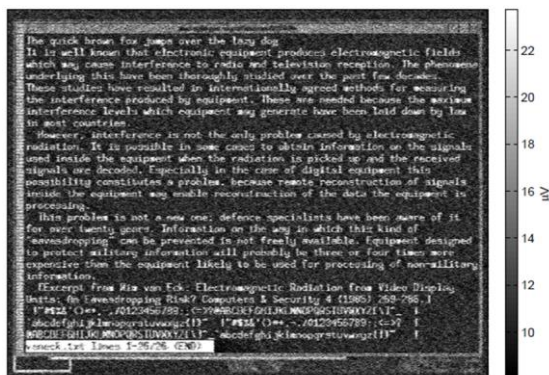 The quick brown fox jumps over the lazy dog
It is well known that electronic equipment produces electromagnetic fields
which may cause interference to radio and television reception. The phenomena
underlying this have been thoroughly studied over the past few decades.
These studies have resulted in internationally agreed methods for measuring
the interference produced by equipment. These are needed because the maximum
interference levels which equipment may generate have been laid down by law
in most countries.
However, interference is not the only problem caused by electromagnetic
radiation. It is possible in some cases to obtain information on the signals
used inside the equipment when the radiation is picked up and the received
signals are decoded. Especially in the case of digital equipment this
possibility constitutes a problem, because remote reconstruction of signals
inside the equipment may enable reconstruction of the data the equipment is
processing.
This problem is not a new one; defence specialists have been aware of it
for over twenty years. Information on the way in which this kind of
"eavesdropping" can be prevented is not freely available. Equipment designed
to protect military information will probably be three or four times more
expensive than the equipment likely to be used for processing of non-military
information.
[Excerpt from Wim van Eck: Electromagnetic Radiation from Video Display
Units: An Eavesdropping Risk? Computers & Security 4 (1985) 269-286.]
!"#$%&'()*+,-./0123456789:;<=>?@ABCDEFGHIJKLMNOPQRSTUVWXYZ[\]^_
`abcdefghijklmnopqrstuvwxyz{|}~ !"#$%&'()*+,-./0123456789:;<=>?
@ABCDEFGHIJKLMNOPQRSTUVWXYZ[\]^_`abcdefghijklmnopqrstuvwxyz{|}~
vaneck.txt lines 1-26/26 (END)
22
20
18
16
14
12
10
µV